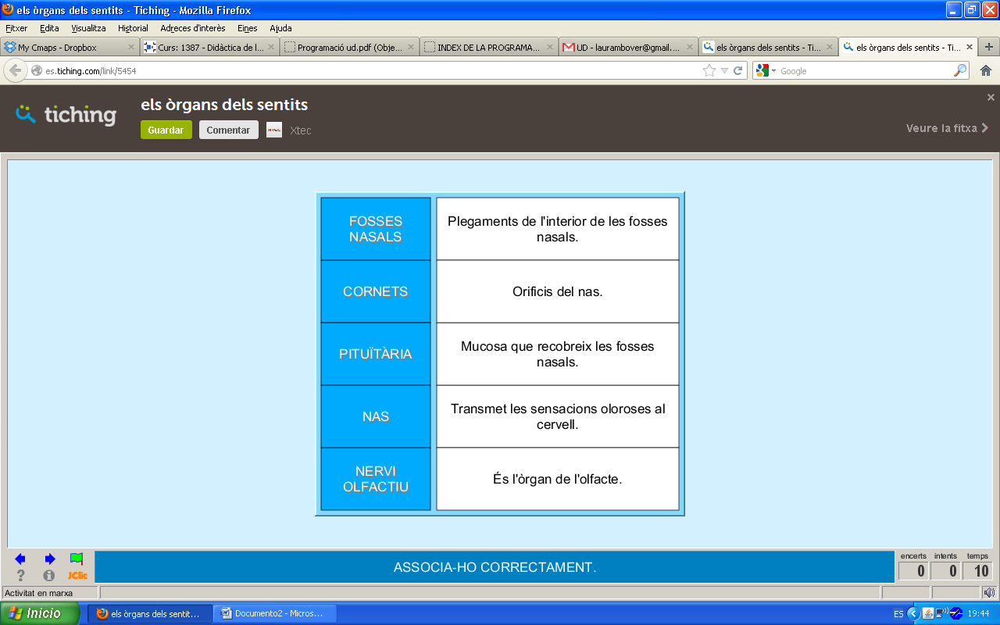 els òrgans dels sentits - Tiching - Mozilla Firefox
Fitxer Edita Visualitza Historial Adreces d'interès Eines Ajuda
My Cmaps - Dropbox
Curs: 1387 - Didàctica de l...
Programació ud.pdf (Obje...
INDEX DE LA PROGRAMA...
UD - laurambover@gmail....
els òrgans dels sentits - Ti...
els òrgans dels sentits - Ti...
es.tiching.com/link/5454
Google
tiching
els òrgans dels sentits
Guardar
Comentar
Xtec
Veure la fitxa
FOSSES
NASALS
Plegaments de l'interior de les fosses
nasals.
CORNETS
Orificis del nas.
PITUÏTÀRIA
Mucosa que recobreix les fosses
nasals.
NAS
Transmet les sensacions oloroses al
cervell.
NERVI
OLFACTIU
És l'òrgan de l'olfacte.
JClic
ASSOCIA-HO CORRECTAMENT.
encerts intents temps
0 0 10
Activitat en marxa
Inicio
els òrgans dels sentit...
Documento2 - Micros...
ES
19:44